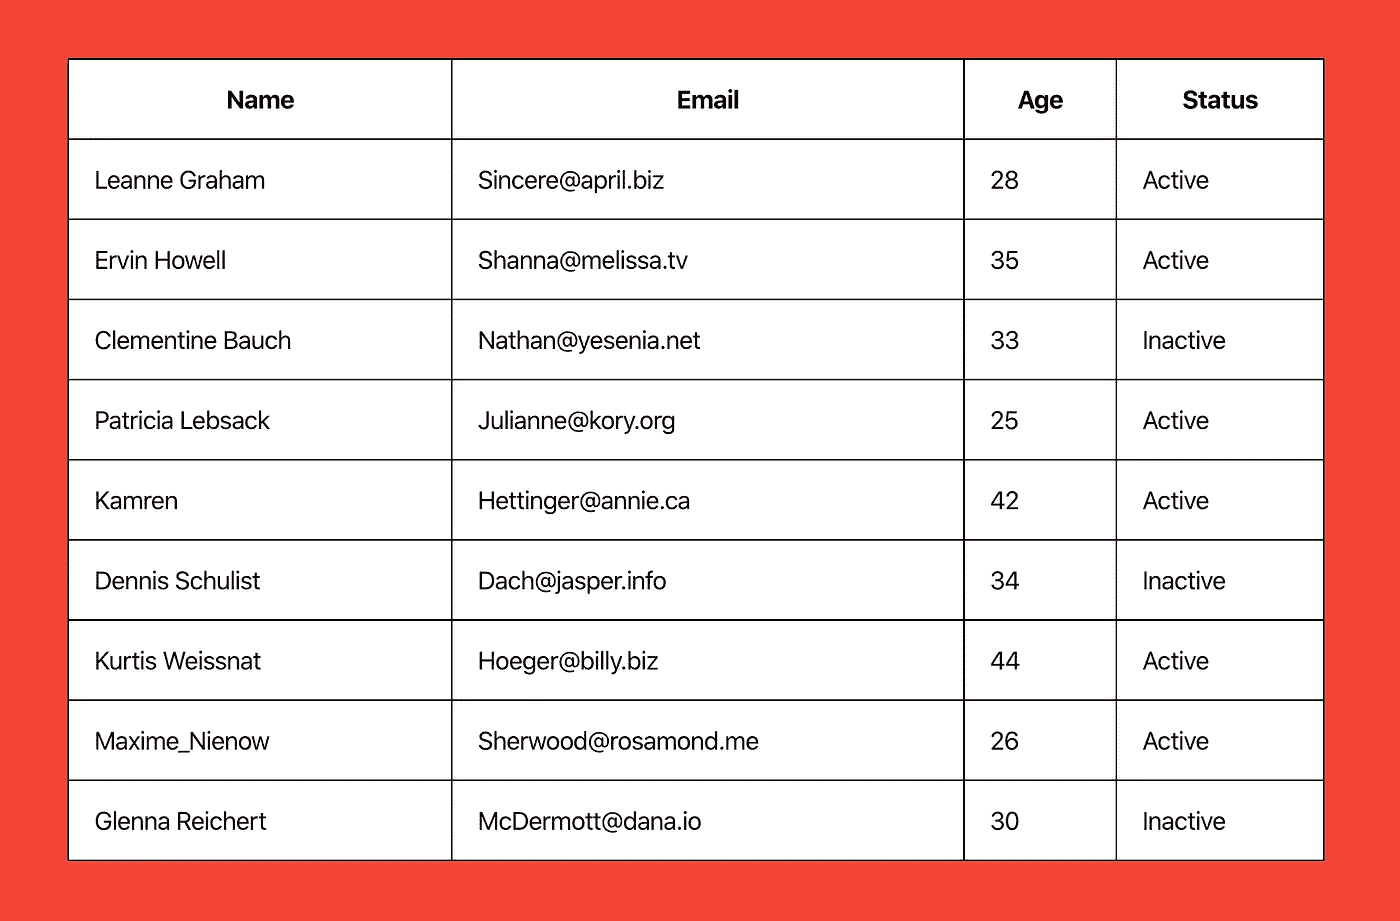 Name Email Age Status
Leanne Graham Sincere@april.biz 28 Active
Ervin Howell Shanna@melissa.tv 35 Active
Clementine Bauch Nathan@yesenia.net 33 Inactive
Patricia Lebsack Julianne@kory.org 25 Active
Kamren Hettinger@annie.ca 42 Active
Dennis Schulist Dach@jasper.info 34 Inactive
Kurtis Weissnat Hoeger@billy.biz 44 Active
Maxime_Nienow Sherwood@rosamond.me 26 Active
Glenna Reichert McDermott@dana.io 30 Inactive